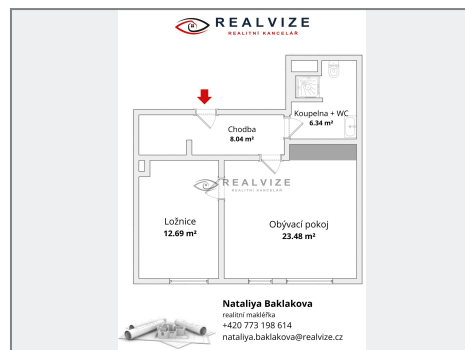 REALVIZE
REALITNÍ KANCELÁŘ
Koupelna + WC
6.34 m²
Chodba
8.04 m²
REALVIZE
REALITNÍ KANCELÁŘ
Ložnice
12.69 m²
Obývací pokoj
23.48 m²
Nataliya Baklakova
realitní makléřka
+420 773 198 614
nataliya.baklakova@realvize.cz